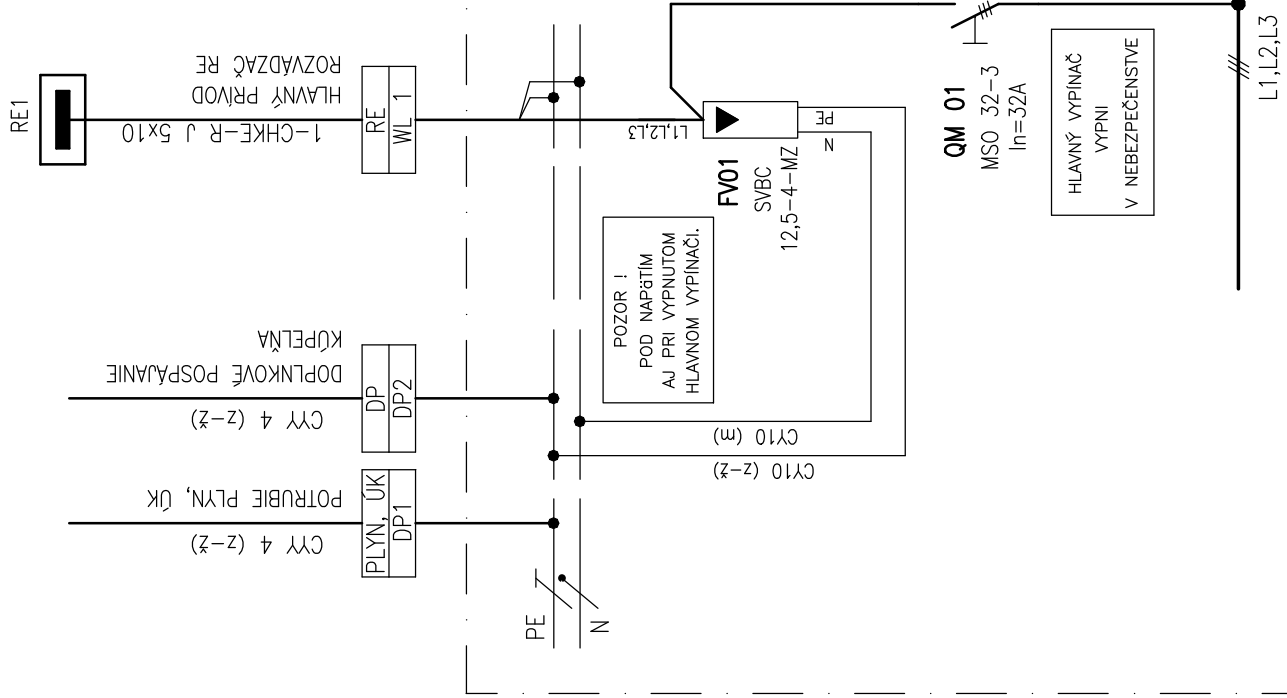 RE1
1-CHKE-R J 5x10
HLAVNÝ PRÍVOD
ROZVÁDZAČ RE
RE
WL 1
CYY 4 (z-ž)
DOPLNKOVÉ POSPÁJANIE
KÚPEĽŇA
DP
DP2
CYY 4 (z-ž)
POTRUBIE PLYN, ÚK
PLYN, ÚK
DP1
PE
N
L1,L2,L3
FV01
SVBC
12,5-4-MZ
N
PE
POZOR !
POD NAPäTÍM
AJ PRI VYPNUTOM
HLAVNOM VYPÍNAČI.
CY10 (m)
CY10 (z-ž)
QM 01
MSO 32-3
In=32A
HLAVNÝ VYPÍNAČ
VYPNI
V NEBEZPEČENSTVE
L1,L2,L3